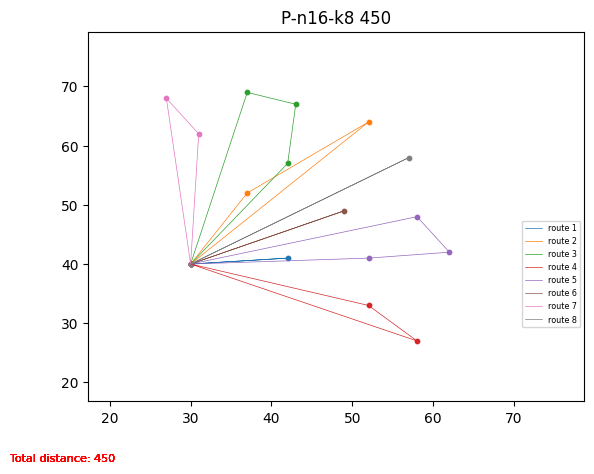 P-n16-k8 450
70
60
50
40
30
20
20 30 40 50 60 70
route 1
route 2
route 3
route 4
route 5
route 6
route 7
route 8
Total distance: 450